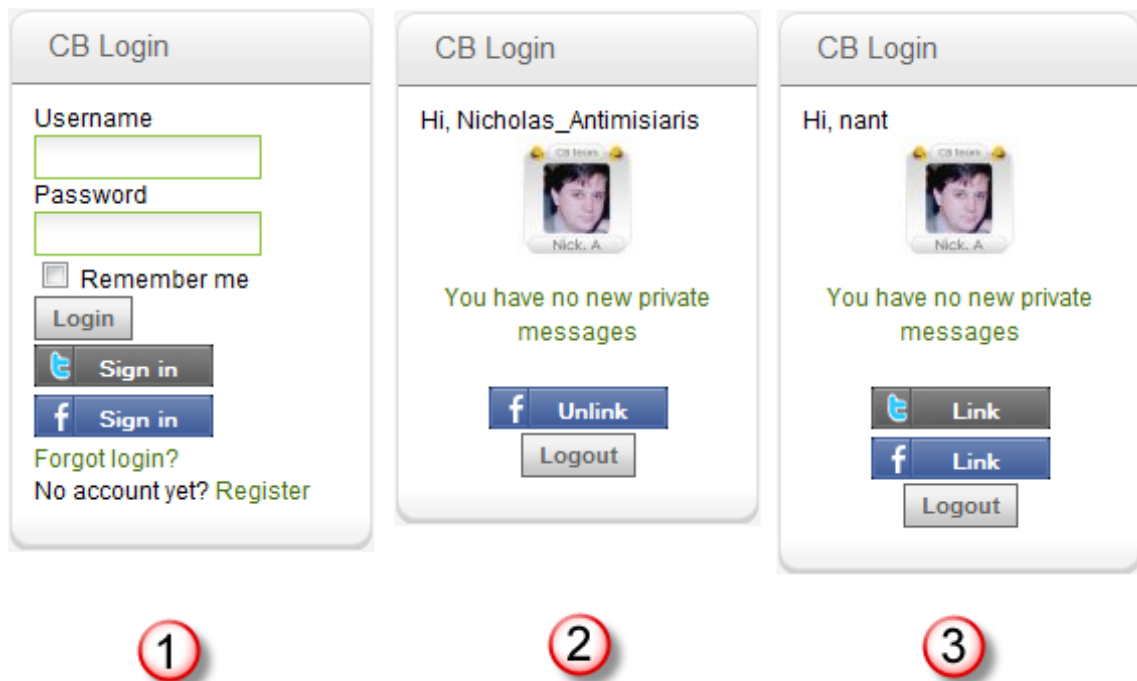 CB Login
Username
Password
Remember me
Login
Sign in
Sign in
Forgot login?
No account yet? Register
1
CB Login
Hi, Nicholas_Antimisiaris
CB Team
Nick. A
You have no new private
messages
Unlink
Logout
2
CB Login
Hi, nant
CB Team
Nick. A
You have no new private
messages
Link
Link
Logout
3